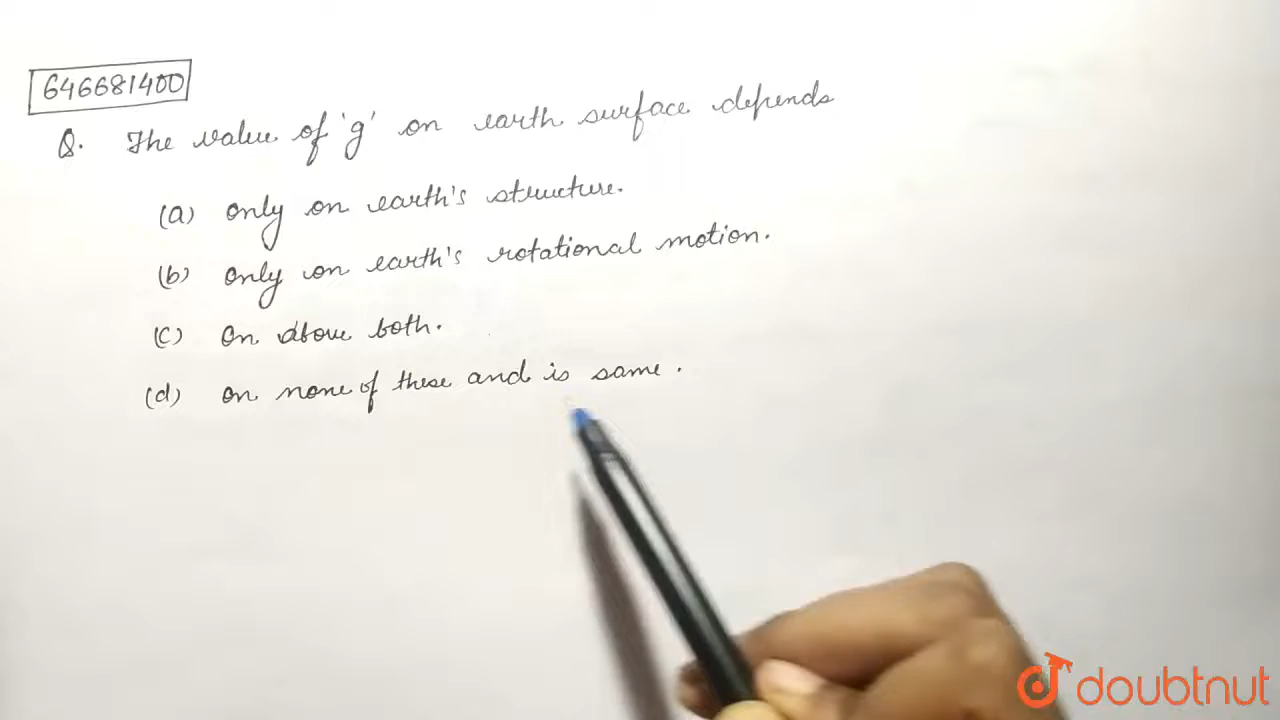 646681400
Q. The value of 'g' on earth surface depends
(a) only on earth's structure.
(b) only on earth's rotational motion.
(c) On above both.
(d) on none of these and is same.
doubtnut